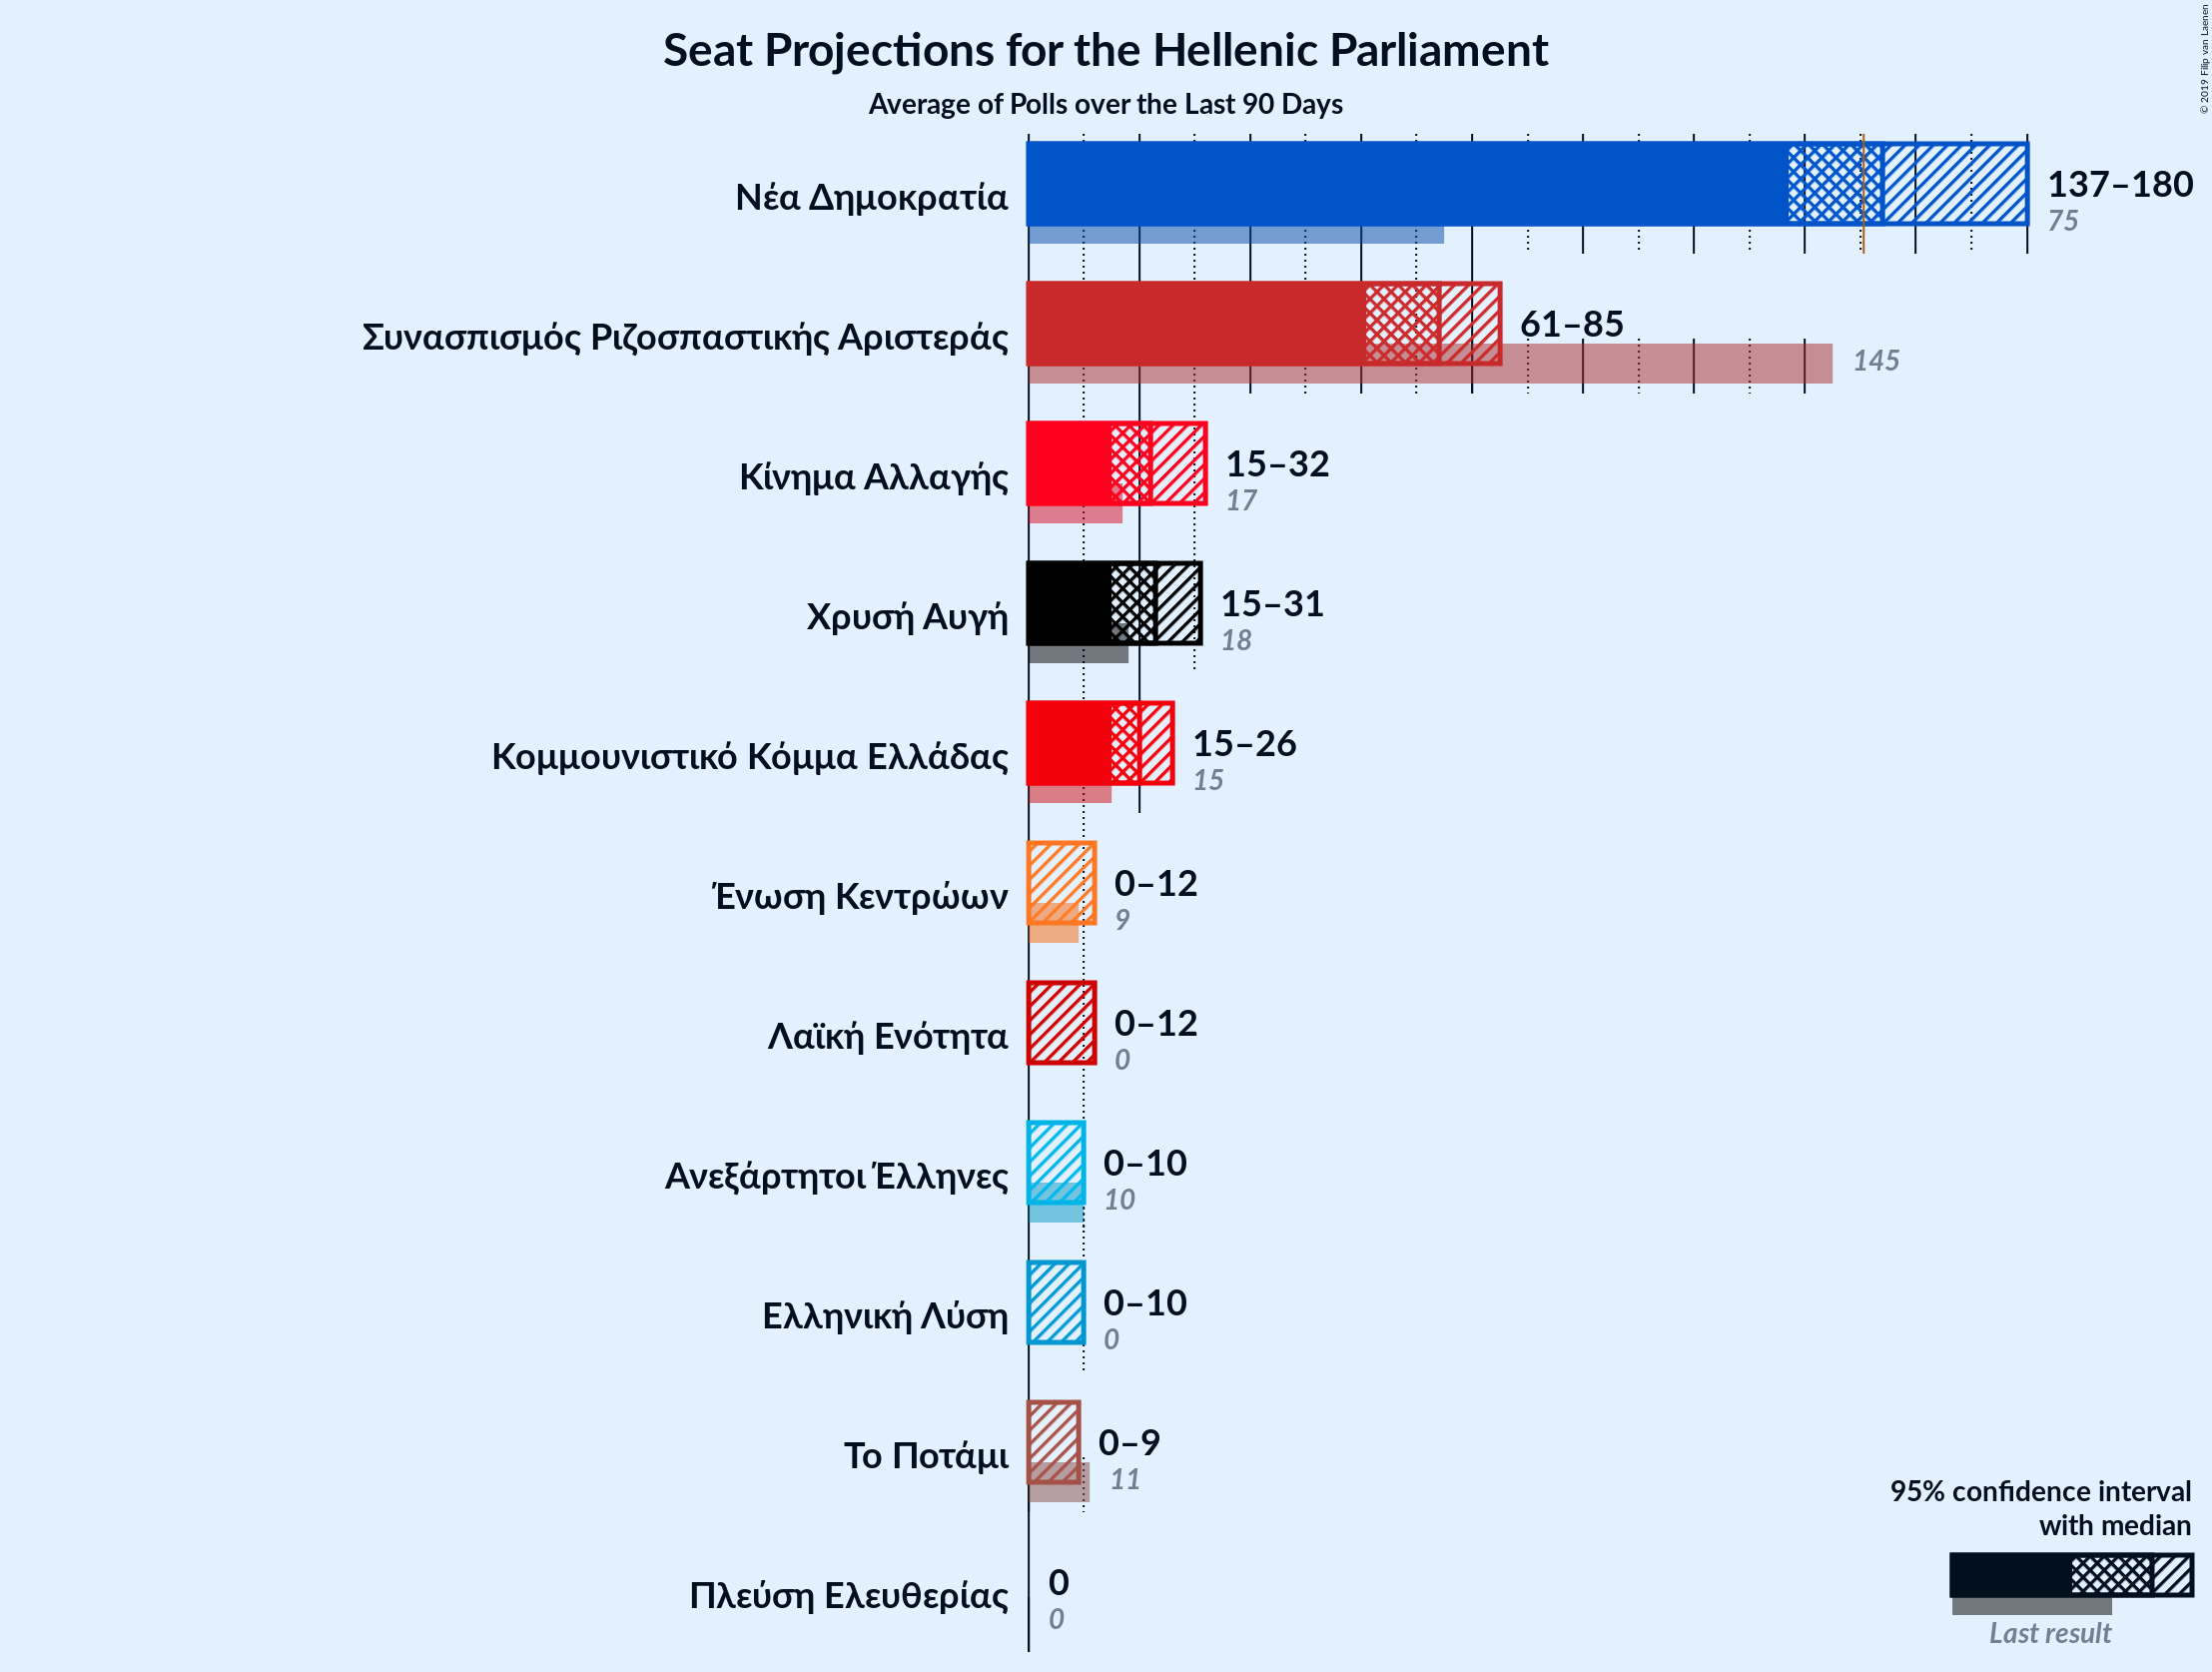 © 2019 Filip van Laenen
Seat Projections for the Hellenic Parliament
Average of Polls over the Last 90 Days
Νέα Δημοκρατία
137–180
75
Συνασπισμός Ριζοσπαστικής Αριστεράς
61–85
145
Κίνημα Αλλαγής
15–32
17
Χρυσή Αυγή
15–31
18
Κομμουνιστικό Κόμμα Ελλάδας
15–26
15
Ένωση Κεντρώων
0–12
9
Λαϊκή Ενότητα
0–12
0
Ανεξάρτητοι Έλληνες
0–10
10
Ελληνική Λύση
0–10
0
Το Ποτάμι
0–9
11
Πλεύση Ελευθερίας
0
0
95% confidence interval
with median
Last result